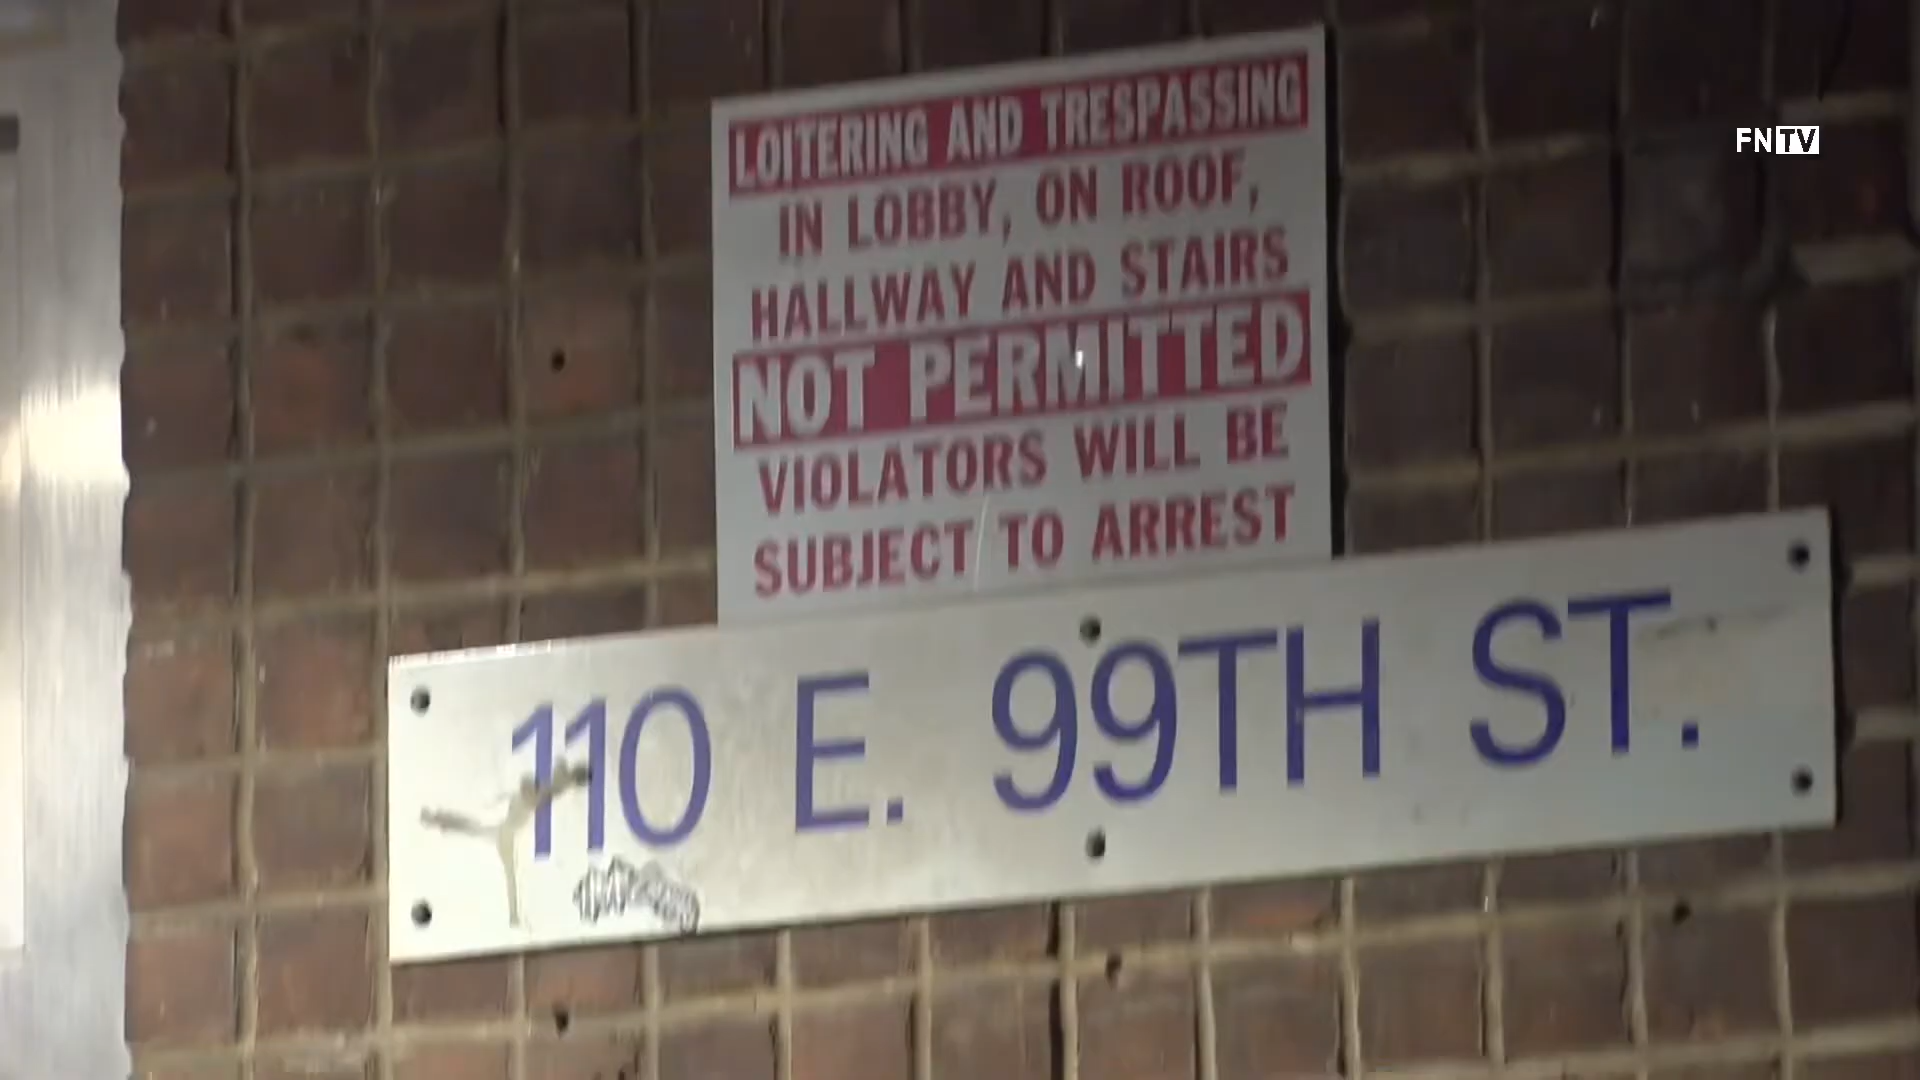 LOITERING AND TRESPASSING
IN LOBBY, ON ROOF,
HALLWAY AND STAIRS
NOT PERMITTED
VIOLATORS WILL BE
SUBJECT TO ARREST
110 E. 99TH ST.
FNTV